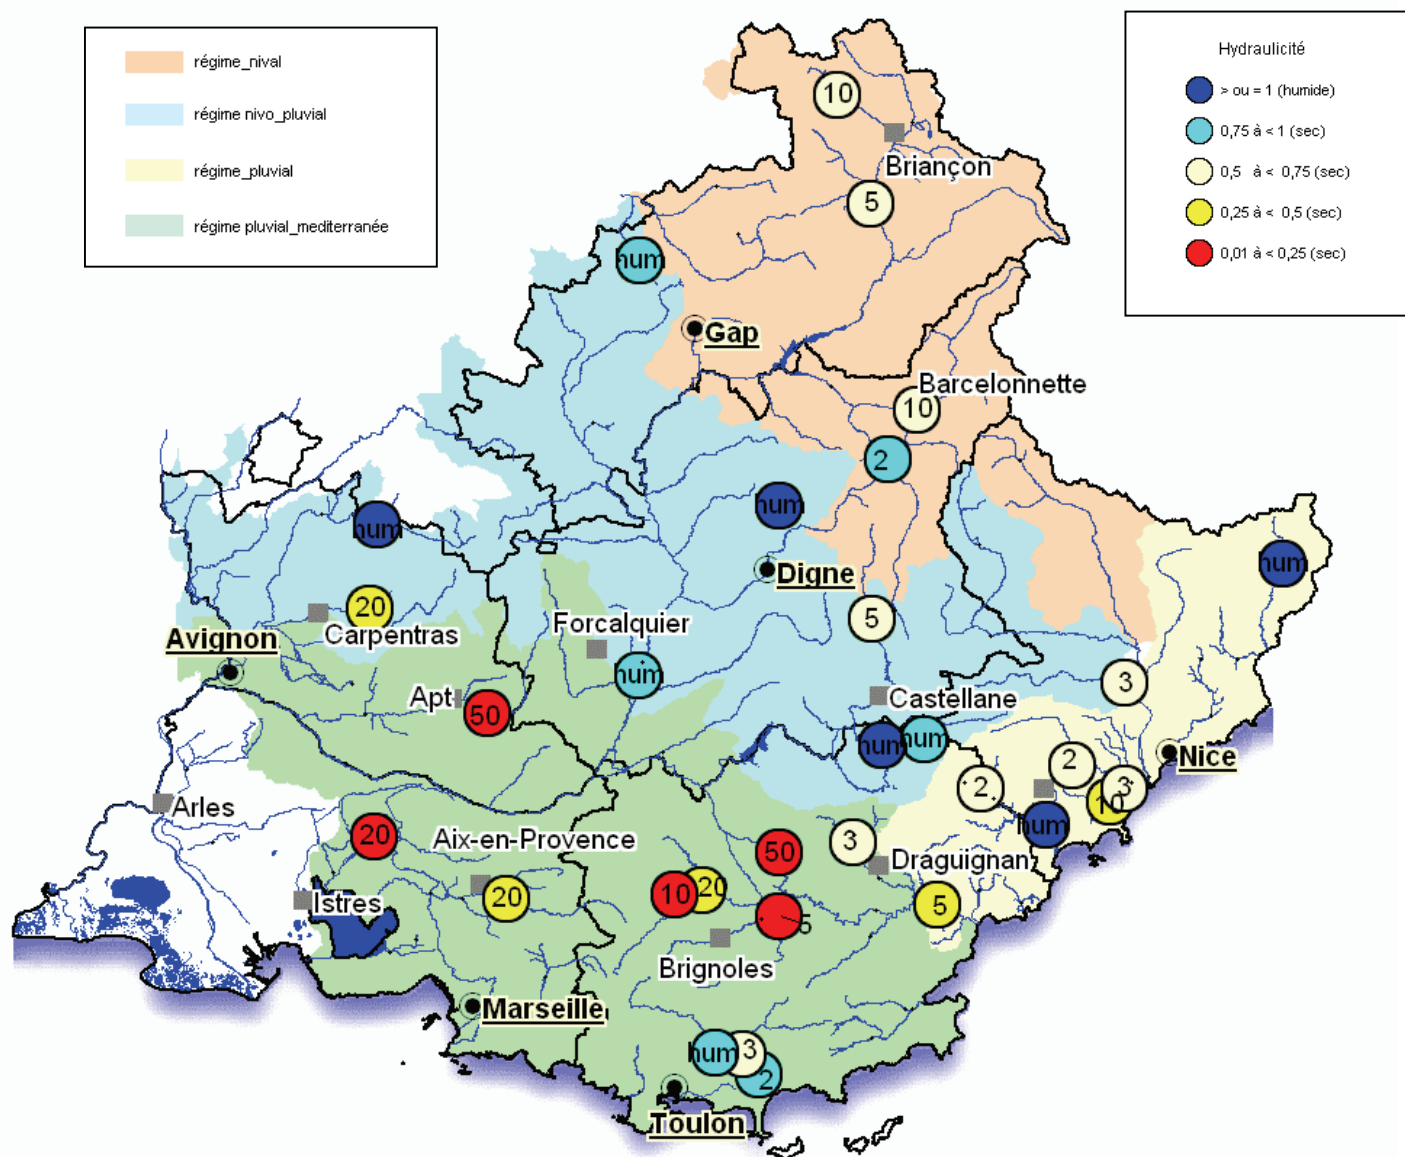 régime_nival
régime nivo_pluvial
régime_pluvial
régime pluvial_mediterranée
Hydraulicité
> ou = 1 (humide)
0,75 à < 1 (sec)
0,5 à < 0,75 (sec)
0,25 à < 0,5 (sec)
0,01 à < 0,25 (sec)
10
Briançon
5
hum
Gap
Barcelonnette
10
2
hum
hum
hum
Digne
20
Carpentras
5
Forcalquier
Avignon
hum
3
Apt
50
Castellane
hum
hum
Nice
2
2
3
10
Arles
hum
20
Aix-en-Provence
3
50
Draguignan
20
10
20
5
5
Istres
Brignoles
Marseille
hum
3
2
Toulon